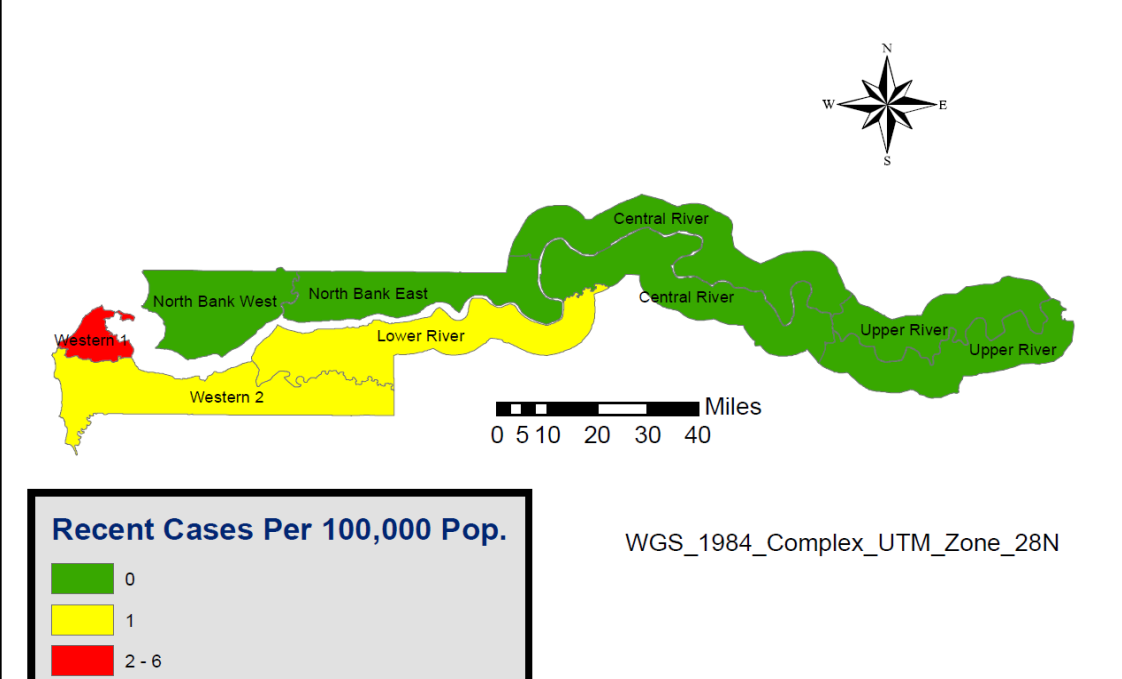 N
W
E
S
Central River
North Bank West
North Bank East
Central River
Western 1
Lower River
Upper River
Upper River
Western 2
Miles
0 5 10 20 30 40
Recent Cases Per 100,000 Pop.
WGS_1984_Complex_UTM_Zone_28N
0
1
2 - 6